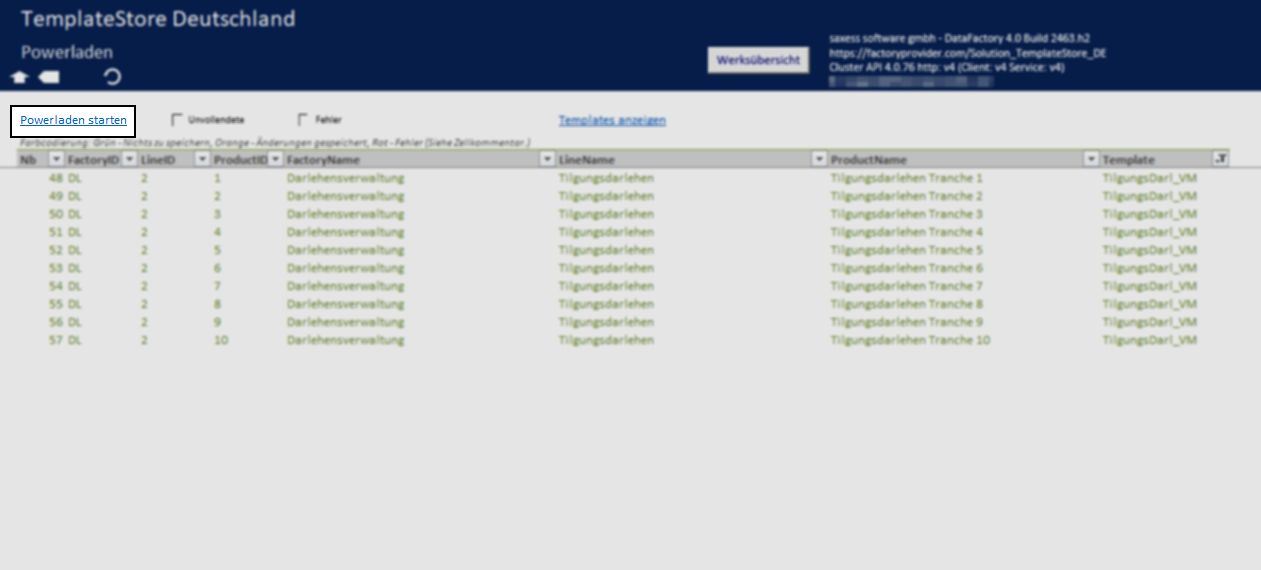 TemplateStore Deutschland
Powerladen
Werksübersicht
saxess software gmbh - DataFactory 4.0 Build 2463.h2
https://factoryprovider.com/Solution_TemplateStore_DE
Cluster API 4.0.76 http: v4 (Client: v4 Service: v4)
Powerladen starten Unvollendete Fehler Templates anzeigen
Farbcodierung: Grün - Nichts zu speichern, Orange - Änderungen gespeichert, Rot - Fehler (Siehe Zellkommentar.)
Nb FactoryID LineID ProductID FactoryName LineName ProductName Template
48 DL 2 1 Darlehensverwaltung Tilgungsdarlehen Tilgungsdarlehen Tranche 1 TilgungsDarl_VM
49 DL 2 2 Darlehensverwaltung Tilgungsdarlehen Tilgungsdarlehen Tranche 2 TilgungsDarl_VM
50 DL 2 3 Darlehensverwaltung Tilgungsdarlehen Tilgungsdarlehen Tranche 3 TilgungsDarl_VM
51 DL 2 4 Darlehensverwaltung Tilgungsdarlehen Tilgungsdarlehen Tranche 4 TilgungsDarl_VM
52 DL 2 5 Darlehensverwaltung Tilgungsdarlehen Tilgungsdarlehen Tranche 5 TilgungsDarl_VM
53 DL 2 6 Darlehensverwaltung Tilgungsdarlehen Tilgungsdarlehen Tranche 6 TilgungsDarl_VM
54 DL 2 7 Darlehensverwaltung Tilgungsdarlehen Tilgungsdarlehen Tranche 7 TilgungsDarl_VM
55 DL 2 8 Darlehensverwaltung Tilgungsdarlehen Tilgungsdarlehen Tranche 8 TilgungsDarl_VM
56 DL 2 9 Darlehensverwaltung Tilgungsdarlehen Tilgungsdarlehen Tranche 9 TilgungsDarl_VM
57 DL 2 10 Darlehensverwaltung Tilgungsdarlehen Tilgungsdarlehen Tranche 10 TilgungsDarl_VM